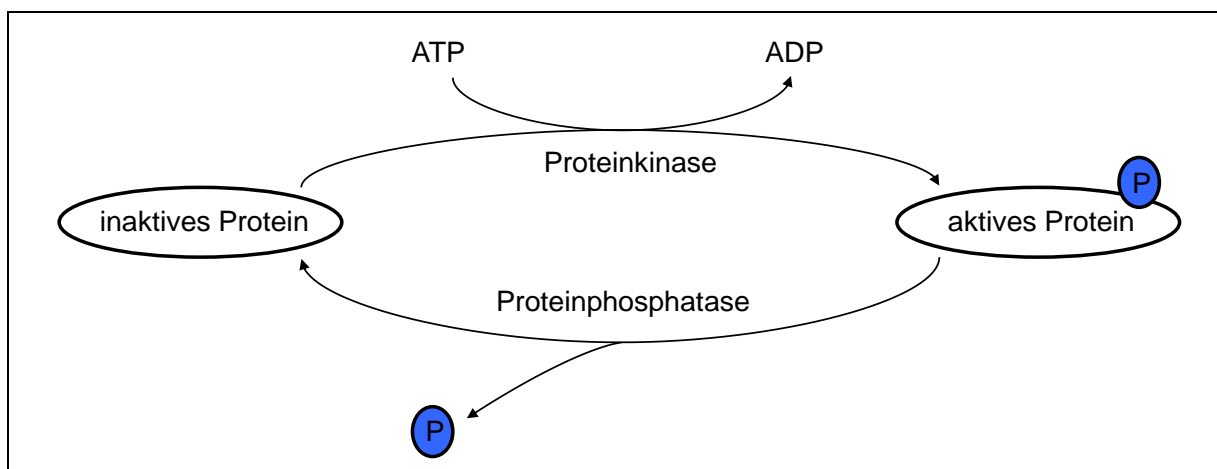 ATP
ADP
Proteinkinase
P
inaktives Protein
aktives Protein
Proteinphosphatase
P